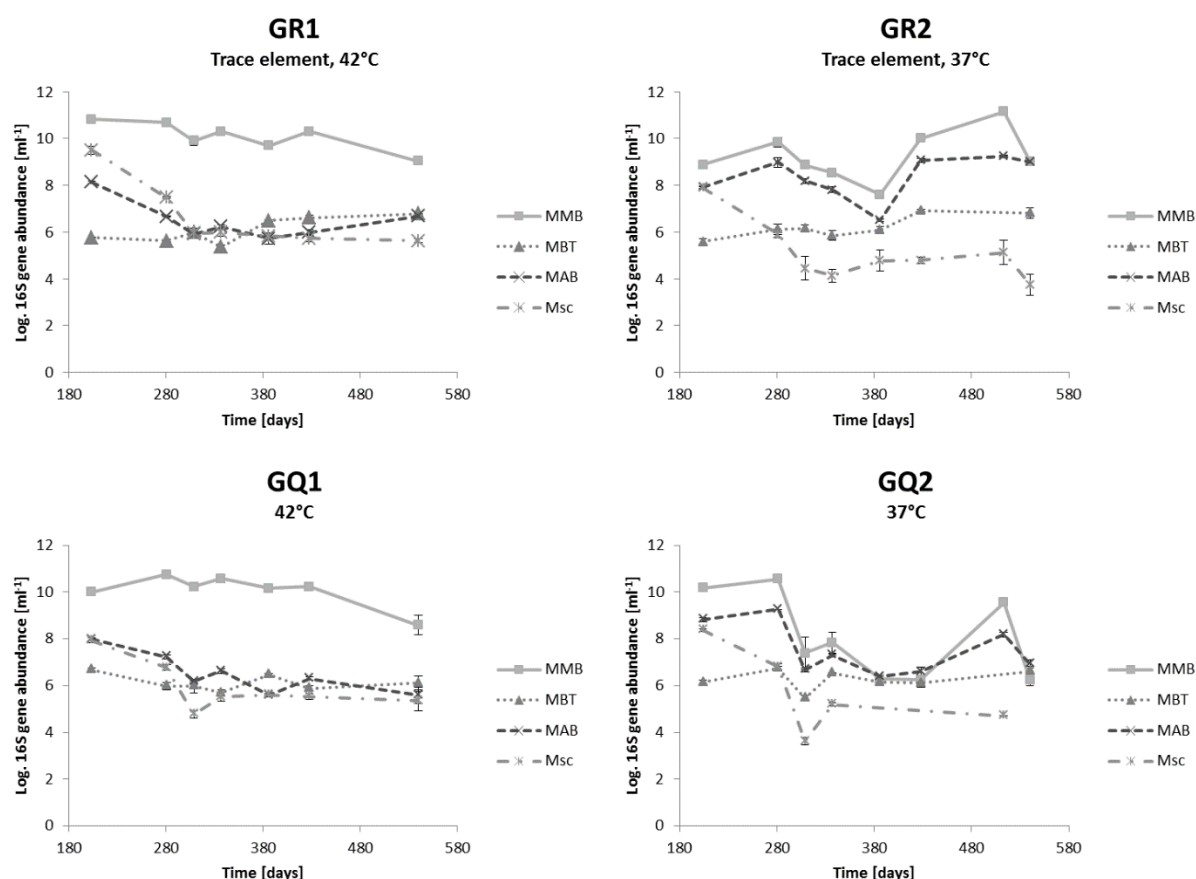 GR1
Trace element, 42°C
Log. 16S gene abundance [ml⁻¹]
12
10
8
6
4
2
0
180 280 380 480 580
Time [days]
MMB
MBT
MAB
Msc
GR2
Trace element, 37°C
Log. 16S gene abundance [ml⁻¹]
12
10
8
6
4
2
0
180 280 380 480 580
Time [days]
MMB
MBT
MAB
Msc
GQ1
42°C
Log. 16S gene abundance [ml⁻¹]
12
10
8
6
4
2
0
180 280 380 480 580
Time [days]
MMB
MBT
MAB
Msc
GQ2
37°C
Log. 16S gene abundance [ml⁻¹]
12
10
8
6
4
2
0
180 280 380 480 580
Time [days]
MMB
MBT
MAB
Msc